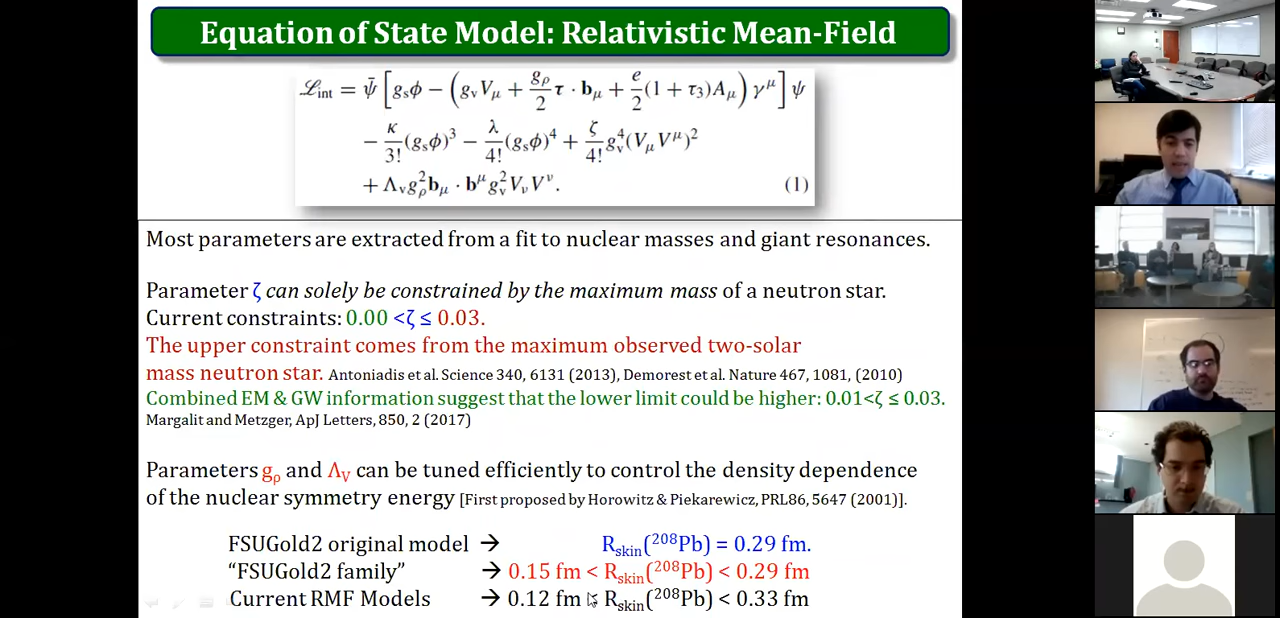 Equation of State Model: Relativistic Mean-Field
ℒint = ψ̄ [gsϕ − (gvVμ + gρ/2 τ · bμ + e/2 (1 + τ3)Aμ) γ^μ] ψ
− κ/3! (gsϕ)³ − λ/4! (gsϕ)⁴ + ζ/4! gv⁴(VμV^μ)²
+ Λv gρ² bμ · b^μ gv² VνV^ν. (1)
Most parameters are extracted from a fit to nuclear masses and giant resonances.
Parameter ζ can solely be constrained by the maximum mass of a neutron star.
Current constraints: 0.00 <ζ ≤ 0.03.
The upper constraint comes from the maximum observed two-solar
mass neutron star. Antoniadis et al. Science 340, 6131 (2013), Demorest et al. Nature 467, 1081, (2010)
Combined EM & GW information suggest that the lower limit could be higher: 0.01<ζ ≤ 0.03.
Margalit and Metzger, ApJ Letters, 850, 2 (2017)
Parameters gρ and ΛV can be tuned efficiently to control the density dependence
of the nuclear symmetry energy [First proposed by Horowitz & Piekarewicz, PRL86, 5647 (2001)].
FSUGold2 original model → Rskin(²⁰⁸Pb) = 0.29 fm.
“FSUGold2 family” → 0.15 fm < Rskin(²⁰⁸Pb) < 0.29 fm
Current RMF Models → 0.12 fm < Rskin(²⁰⁸Pb) < 0.33 fm